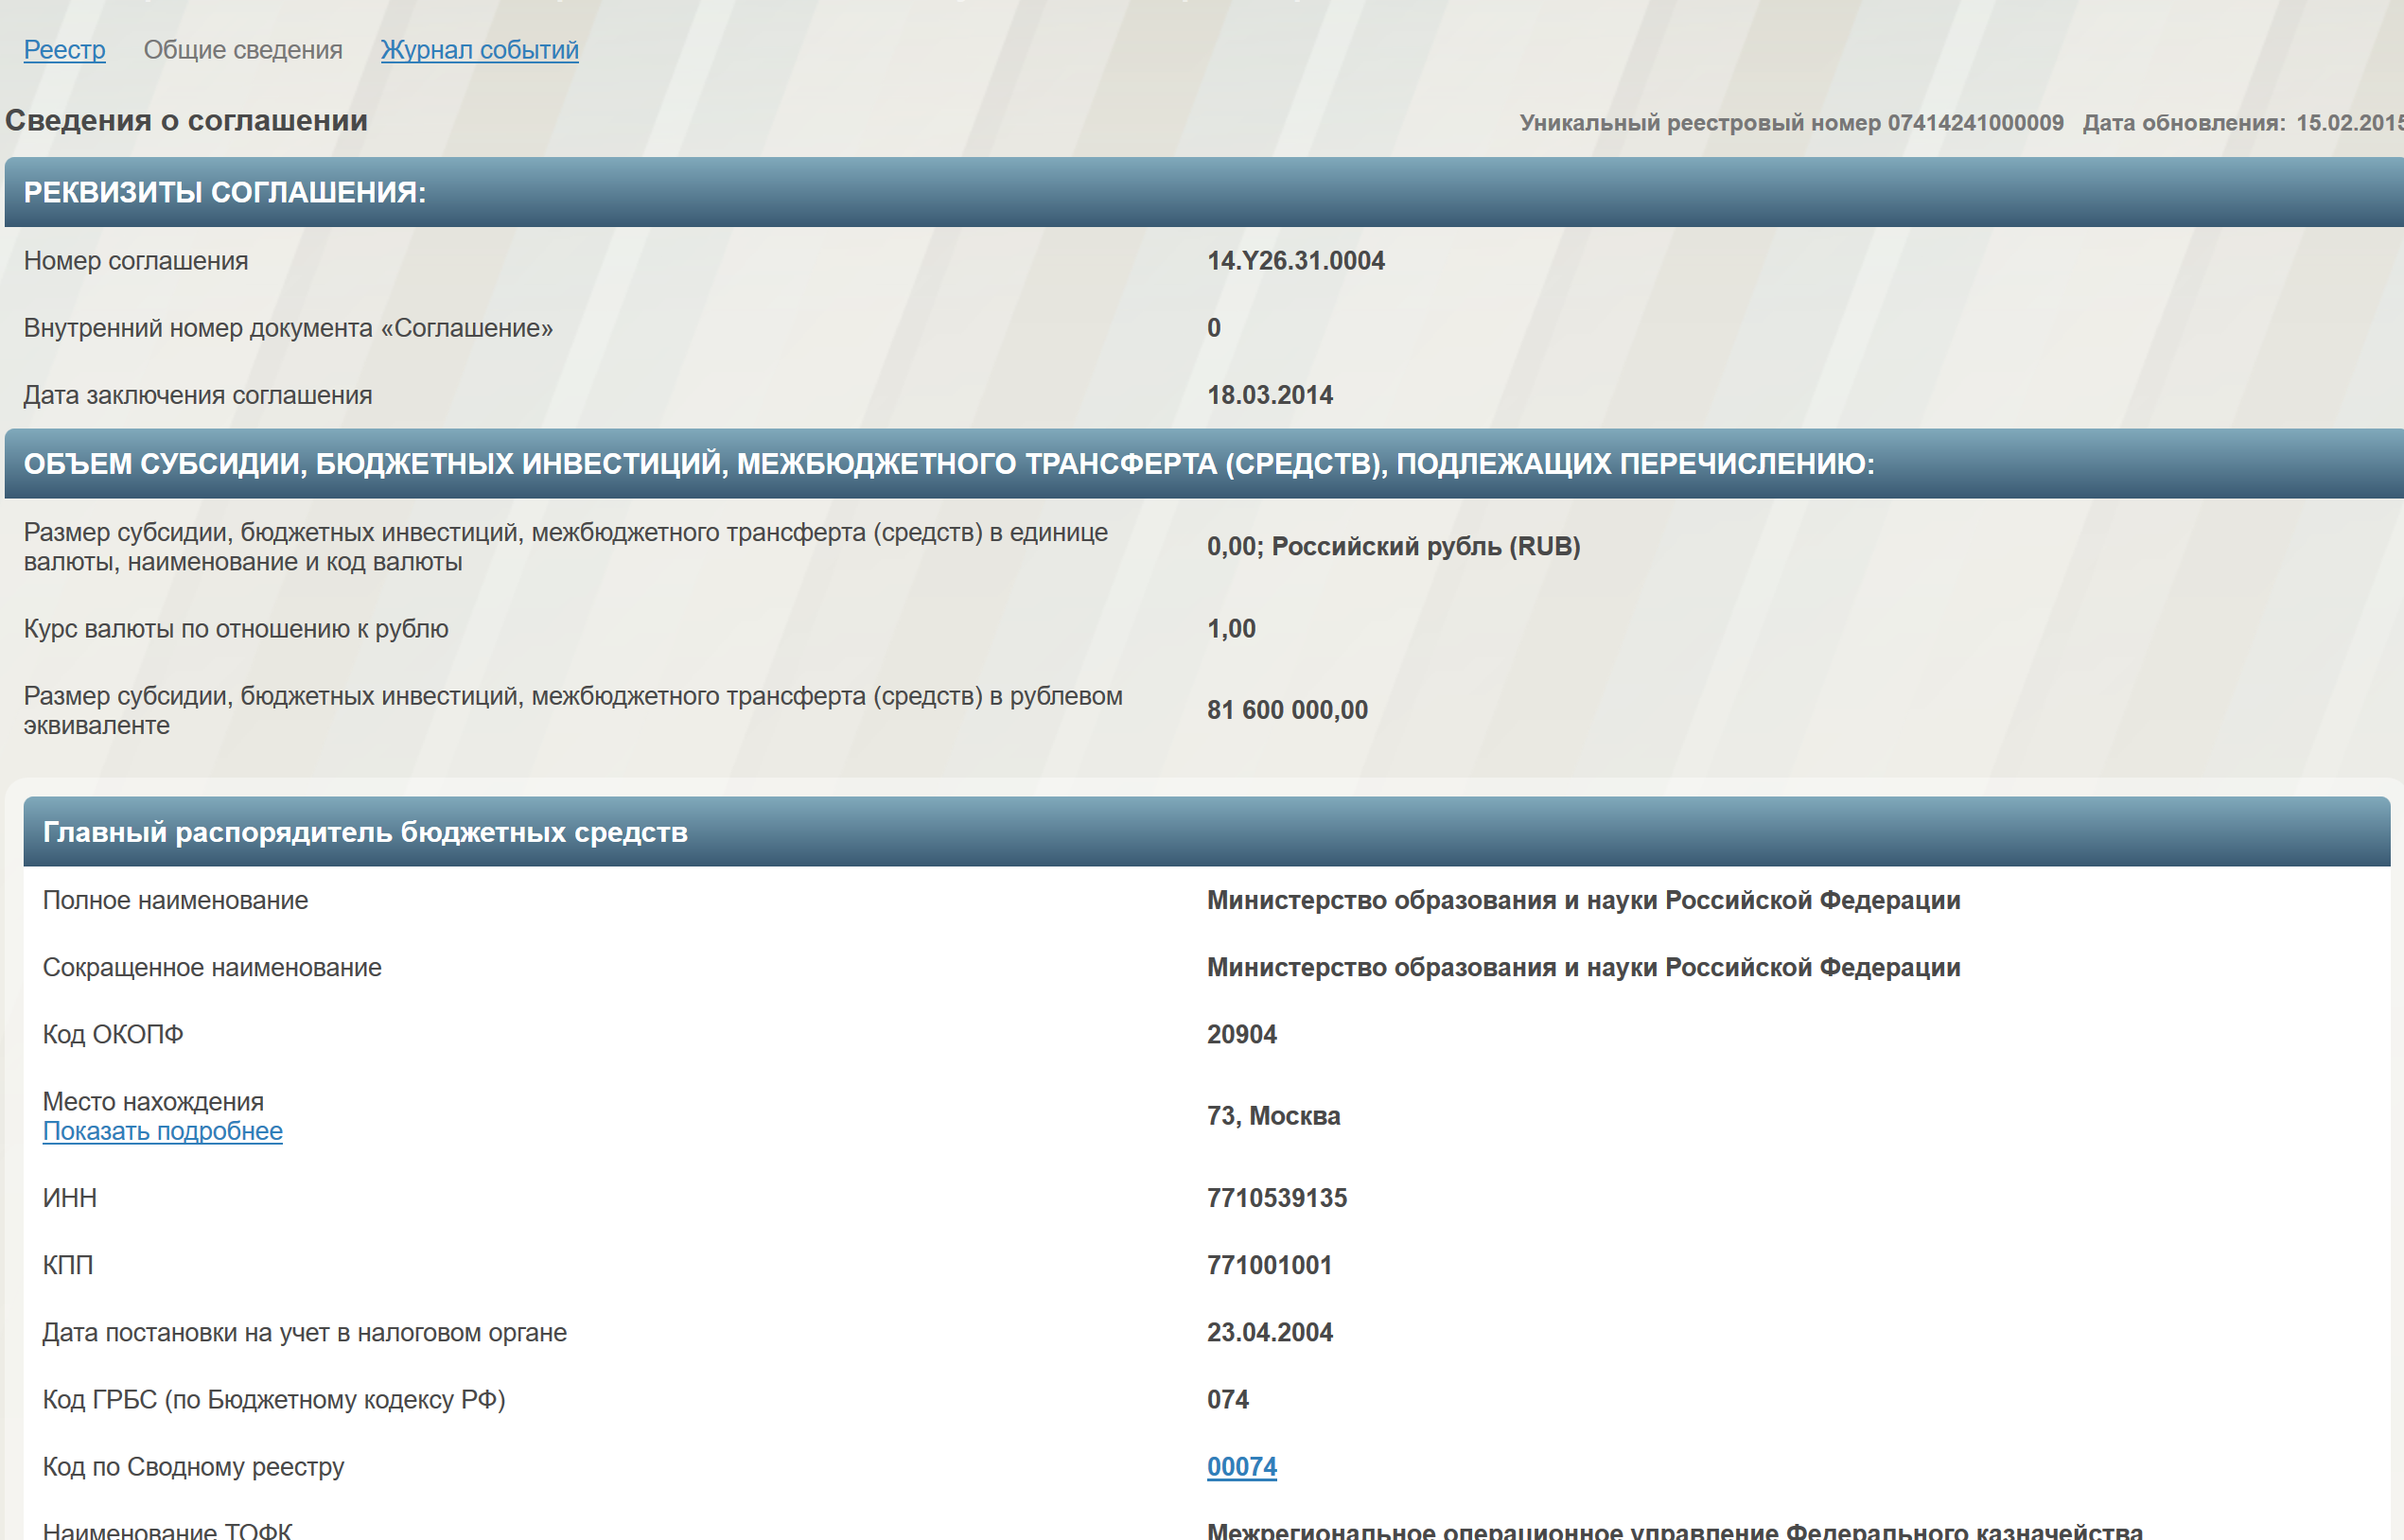 Реестр Общие сведения Журнал событий
Сведения о соглашении Уникальный реестровый номер 07414241000009 Дата обновления: 15.02.2015
РЕКВИЗИТЫ СОГЛАШЕНИЯ:
Номер соглашения 14.Y26.31.0004
Внутренний номер документа «Соглашение» 0
Дата заключения соглашения 18.03.2014
ОБЪЕМ СУБСИДИИ, БЮДЖЕТНЫХ ИНВЕСТИЦИЙ, МЕЖБЮДЖЕТНОГО ТРАНСФЕРТА (СРЕДСТВ), ПОДЛЕЖАЩИХ ПЕРЕЧИСЛЕНИЮ:
Размер субсидии, бюджетных инвестиций, межбюджетного трансферта (средств) в единице
валюты, наименование и код валюты
0,00; Российский рубль (RUB)
Курс валюты по отношению к рублю 1,00
Размер субсидии, бюджетных инвестиций, межбюджетного трансферта (средств) в рублевом
эквиваленте
81 600 000,00
Главный распорядитель бюджетных средств
Полное наименование Министерство образования и науки Российской Федерации
Сокращенное наименование Министерство образования и науки Российской Федерации
Код ОКОПФ 20904
Место нахождения
Показать подробнее
73, Москва
ИНН 7710539135
КПП 771001001
Дата постановки на учет в налоговом органе 23.04.2004
Код ГРБС (по Бюджетному кодексу РФ) 074
Код по Сводному реестру 00074
Наименование ТОФК Межрегиональное операционное управление Федерального казначейства